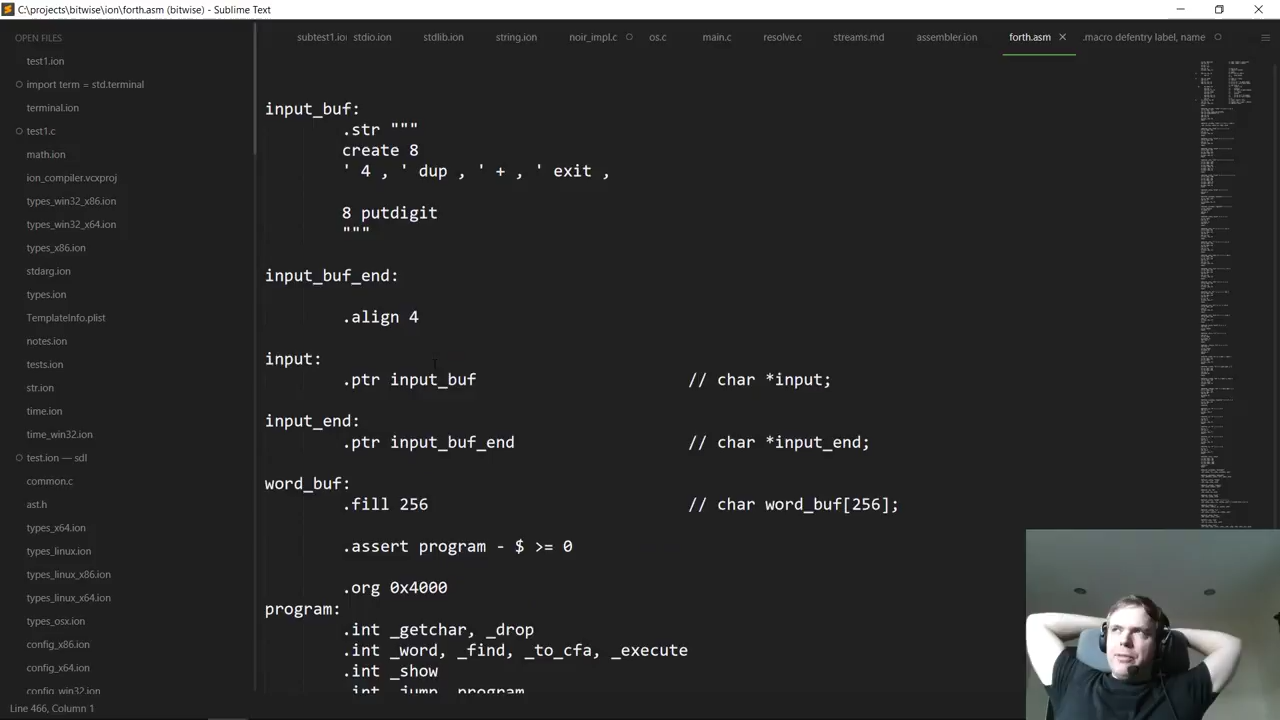 C:\projects\bitwise\ion\forth.asm (bitwise) - Sublime Text
OPEN FILES
test1.ion
import term = std.terminal
terminal.ion
test1.c
math.ion
ion_compiler.vcxproj
types_win32_x86.ion
types_win32_x64.ion
types_x86.ion
stdarg.ion
types.ion
TemplateInfo.plist
notes.ion
tests.ion
str.ion
time.ion
time_win32.ion
test.ion — sdl
common.c
ast.h
types_x64.ion
types_linux.ion
types_linux_x86.ion
types_linux_x64.ion
types_osx.ion
config_x86.ion
config_x64.ion
config_win32.ion
subtest1.io stdio.ion stdlib.ion string.ion noir_impl.c os.c main.c resolve.c streams.md assembler.ion forth.asm .macro defentry label, name
input_buf:
.str """
create 8
' 4 , ' dup , ' + , ' exit ,
8 putdigit
"""
input_buf_end:
.align 4
input:
.ptr input_buf // char *input;
input_end:
.ptr input_buf_end // char *input_end;
word_buf:
.fill 256 // char word_buf[256];
.assert program - $ >= 0
.org 0x4000
program:
.int _getchar, _drop
.int _word, _find, _to_cfa, _execute
.int _show
.int _jump, program
Line 466, Column 1